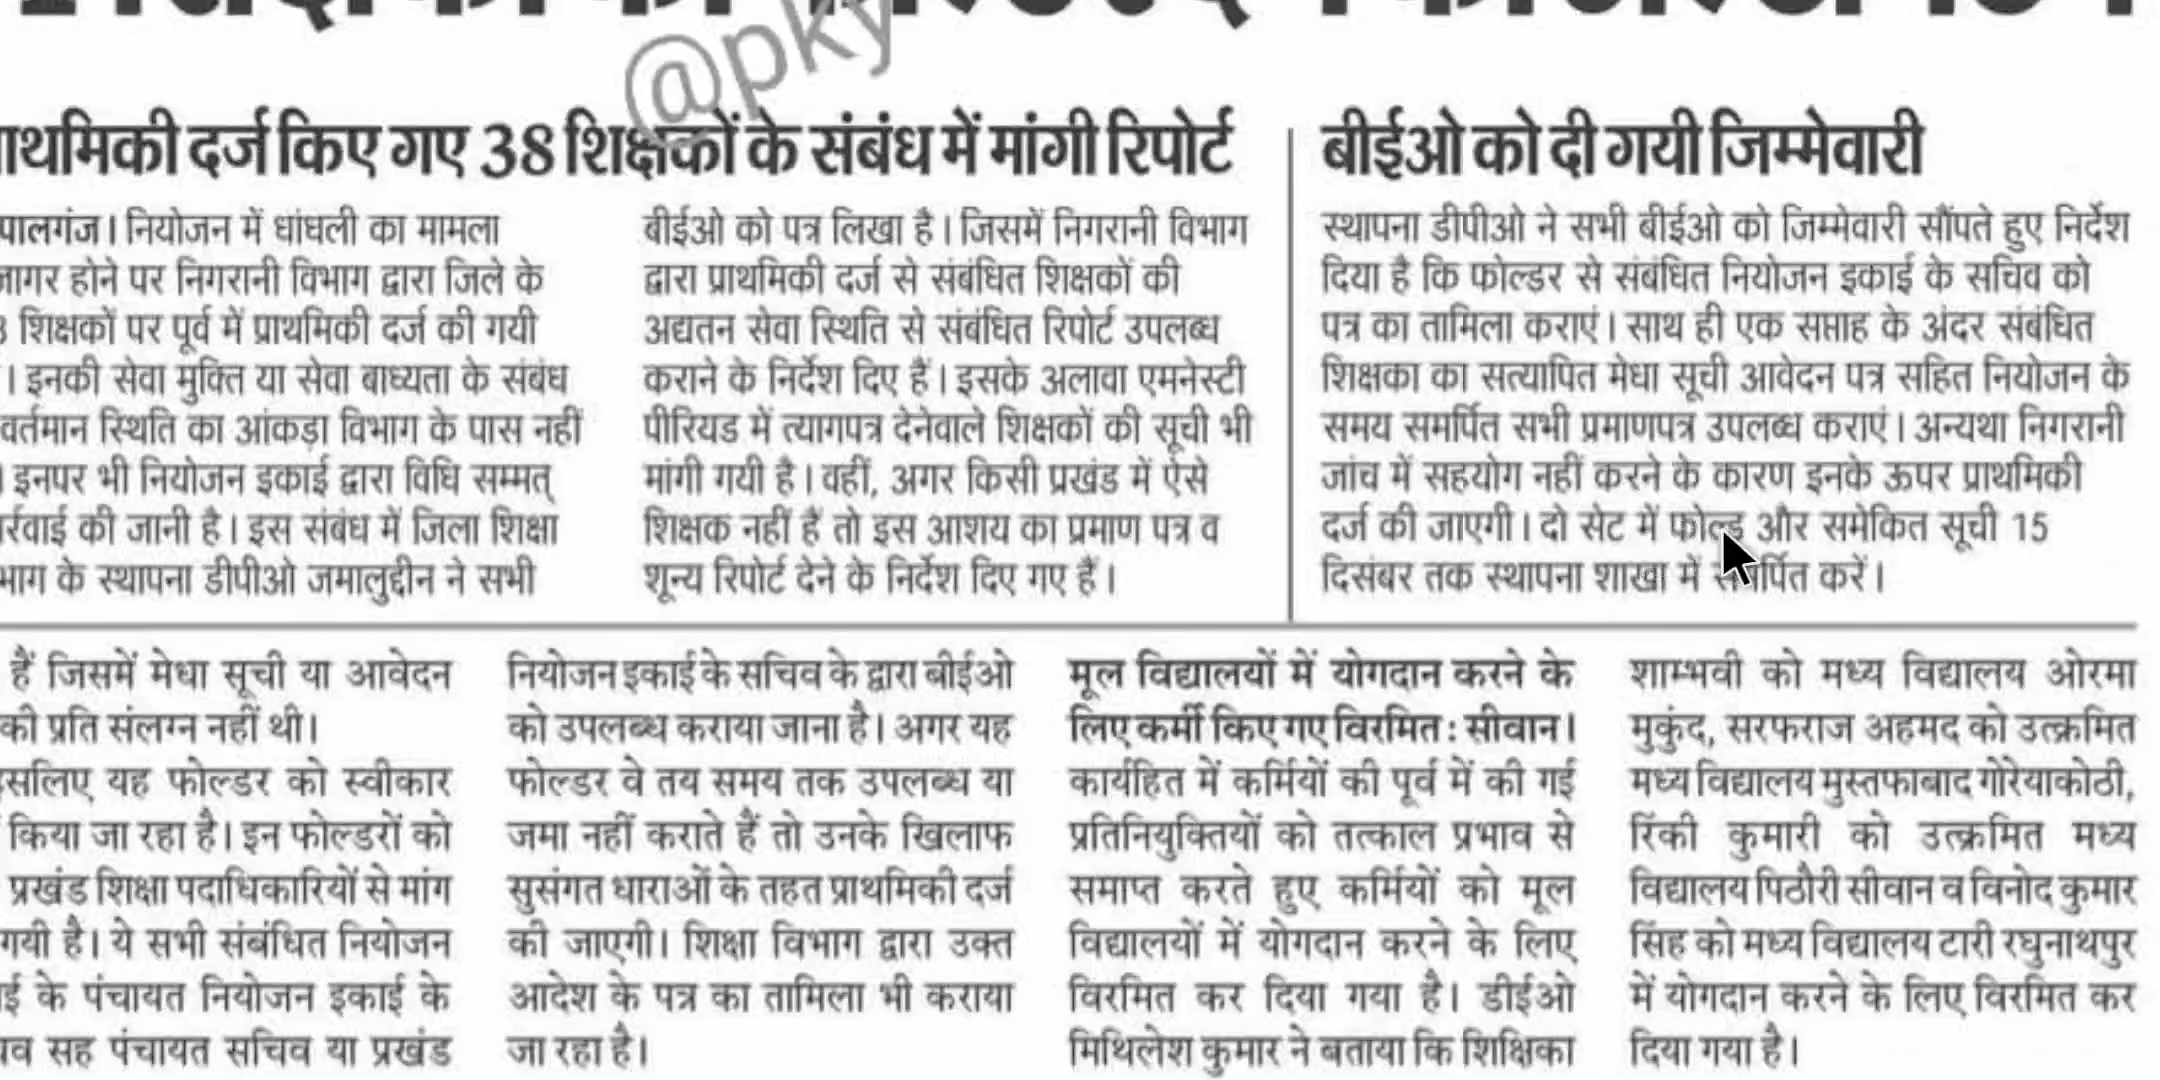 @pky
दर्ज किए गए 38 शिक्षकों के संबंध में मांगी रिपोर्ट
नियोजन में धांधली का मामला
होने पर निगरानी विभाग द्वारा जिले के
शिक्षकों पर पूर्व में प्राथमिकी दर्ज की गयी
। इनकी सेवा मुक्ति या सेवा बाध्यता के संबंध
वर्तमान स्थिति का आंकड़ा विभाग के पास नहीं
इनपर भी नियोजन इकाई द्वारा विधि सम्मत्
की जानी है। इस संबंध में जिला शिक्षा
के स्थापना डीपीओ जमालुद्दीन ने सभी
बीईओ को पत्र लिखा है। जिसमें निगरानी विभाग
द्वारा प्राथमिकी दर्ज से संबंधित शिक्षकों की
अद्यतन सेवा स्थिति से संबंधित रिपोर्ट उपलब्ध
कराने के निर्देश दिए हैं। इसके अलावा एमनेस्टी
पीरियड में त्यागपत्र देनेवाले शिक्षकों की सूची भी
मांगी गयी है। वहीं, अगर किसी प्रखंड में ऐसे
शिक्षक नहीं हैं तो इस आशय का प्रमाण पत्र व
शून्य रिपोर्ट देने के निर्देश दिए गए हैं।
बीईओ को दी गयी जिम्मेवारी
स्थापना डीपीओ ने सभी बीईओ को जिम्मेवारी सौंपते हुए निर्देश
दिया है कि फोल्डर से संबंधित नियोजन इकाई के सचिव को
पत्र का तामिला कराएं। साथ ही एक सप्ताह के अंदर संबंधित
शिक्षका का सत्यापित मेधा सूची आवेदन पत्र सहित नियोजन के
समय समर्पित सभी प्रमाणपत्र उपलब्ध कराएं। अन्यथा निगरानी
जांच में सहयोग नहीं करने के कारण इनके ऊपर प्राथमिकी
दर्ज की जाएगी। दो सेट में फोल्ड और समेकित सूची 15
दिसंबर तक स्थापना शाखा में समर्पित करें।
हैं जिसमें मेधा सूची या आवेदन
की प्रति संलग्न नहीं थी।
यह फोल्डर को स्वीकार
किया जा रहा है। इन फोल्डरों को
प्रखंड शिक्षा पदाधिकारियों से मांग
गयी है। ये सभी संबंधित नियोजन
के पंचायत नियोजन इकाई के
सह पंचायत सचिव या प्रखंड
नियोजन इकाई के सचिव के द्वारा बीईओ
को उपलब्ध कराया जाना है। अगर यह
फोल्डर वे तय समय तक उपलब्ध या
जमा नहीं कराते हैं तो उनके खिलाफ
सुसंगत धाराओं के तहत प्राथमिकी दर्ज
की जाएगी। शिक्षा विभाग द्वारा उक्त
आदेश के पत्र का तामिला भी कराया
जा रहा है।
मूल विद्यालयों में योगदान करने के
लिए कर्मी किए गए विरमित : सीवान।
कार्यहित में कर्मियों की पूर्व में की गई
प्रतिनियुक्तियों को तत्काल प्रभाव से
समाप्त करते हुए कर्मियों को मूल
विद्यालयों में योगदान करने के लिए
विरमित कर दिया गया है। डीईओ
मिथिलेश कुमार ने बताया कि शिक्षिका
शाम्भवी को मध्य विद्यालय ओरमा
मुकुंद, सरफराज अहमद को उत्क्रमित
मध्य विद्यालय मुस्तफाबाद गोरेयाकोठी,
रिंकी कुमारी को उत्क्रमित मध्य
विद्यालय पिठौरी सीवान व विनोद कुमार
सिंह को मध्य विद्यालय टारी रघुनाथपुर
में योगदान करने के लिए विरमित कर
दिया गया है।